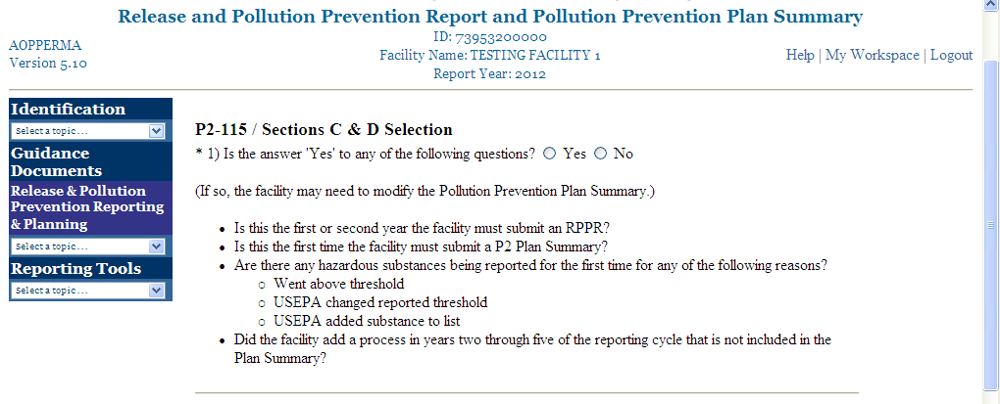 Release and Pollution Prevention Report and Pollution Prevention Plan Summary
ID: 73953200000
AOPPERMA
Facility Name: TESTING FACILITY 1
Help | My Workspace | Logout
Version 5.10
Report Year: 2012
Identification
Select a topic...
Guidance
Documents
Release & Pollution
Prevention Reporting
& Planning
Select a topic...
Reporting Tools
Select a topic...
P2-115 / Sections C & D Selection
* 1) Is the answer 'Yes' to any of the following questions? Yes No
(If so, the facility may need to modify the Pollution Prevention Plan Summary.)
• Is this the first or second year the facility must submit an RPPR?
• Is this the first time the facility must submit a P2 Plan Summary?
• Are there any hazardous substances being reported for the first time for any of the following reasons?
o Went above threshold
o USEPA changed reported threshold
o USEPA added substance to list
• Did the facility add a process in years two through five of the reporting cycle that is not included in the
Plan Summary?